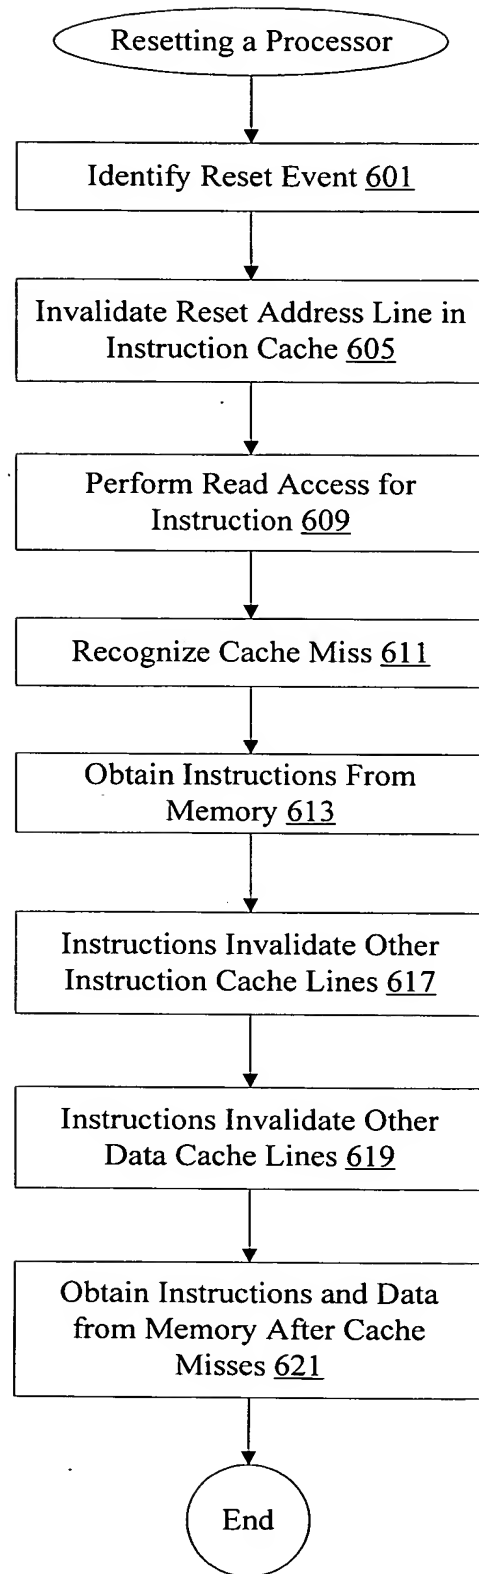 Resetting a Processor
Identify Reset Event 601
Invalidate Reset Address Line in
Instruction Cache 605
Perform Read Access for
Instruction 609
Recognize Cache Miss 611
Obtain Instructions From
Memory 613
Instructions Invalidate Other
Instruction Cache Lines 617
Instructions Invalidate Other
Data Cache Lines 619
Obtain Instructions and Data
from Memory After Cache
Misses 621
End